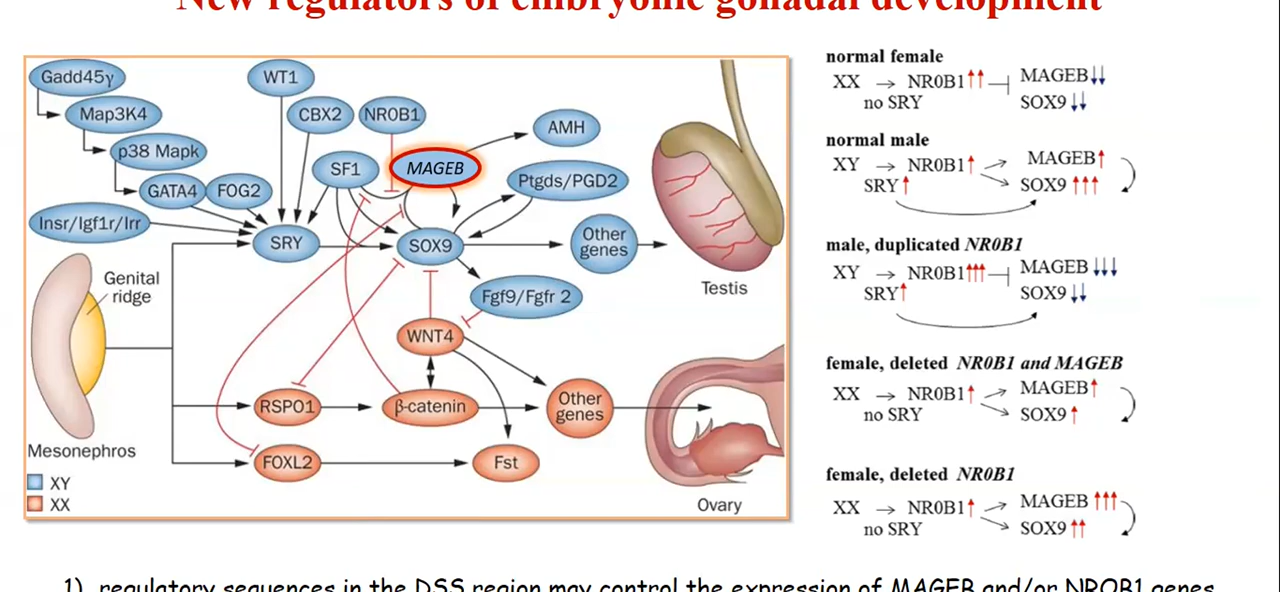 New regulators of embryonic gonadal development
Gadd45γ
Map3K4
p38 Mapk
GATA4
FOG2
Insr/Igf1r/Irr
WT1
CBX2
NR0B1
SF1
MAGEB
AMH
Ptgds/PGD2
SRY
SOX9
Other
genes
Testis
Genital
ridge
Fgf9/Fgfr 2
WNT4
RSPO1
β-catenin
Other
genes
Mesonephros
FOXL2
Fst
XY
XX
Ovary
normal female
XX → NR0B1↑↑ ⊣ MAGEB↓↓
no SRY SOX9↓↓
normal male
XY → NR0B1↑ → MAGEB↑
SRY↑ → SOX9 ↑↑↑
male, duplicated NR0B1
XY → NR0B1↑↑↑ ⊣ MAGEB ↓↓↓
SRY↑ SOX9↓↓
female, deleted NR0B1 and MAGEB
XX → NR0B1↑ → MAGEB↑
no SRY → SOX9↑
female, deleted NR0B1
XX → NR0B1↑ → MAGEB ↑↑↑
no SRY → SOX9↑↑
1) regulatory sequences in the DSS region may control the expression of MAGEB and/or NR0B1 genes